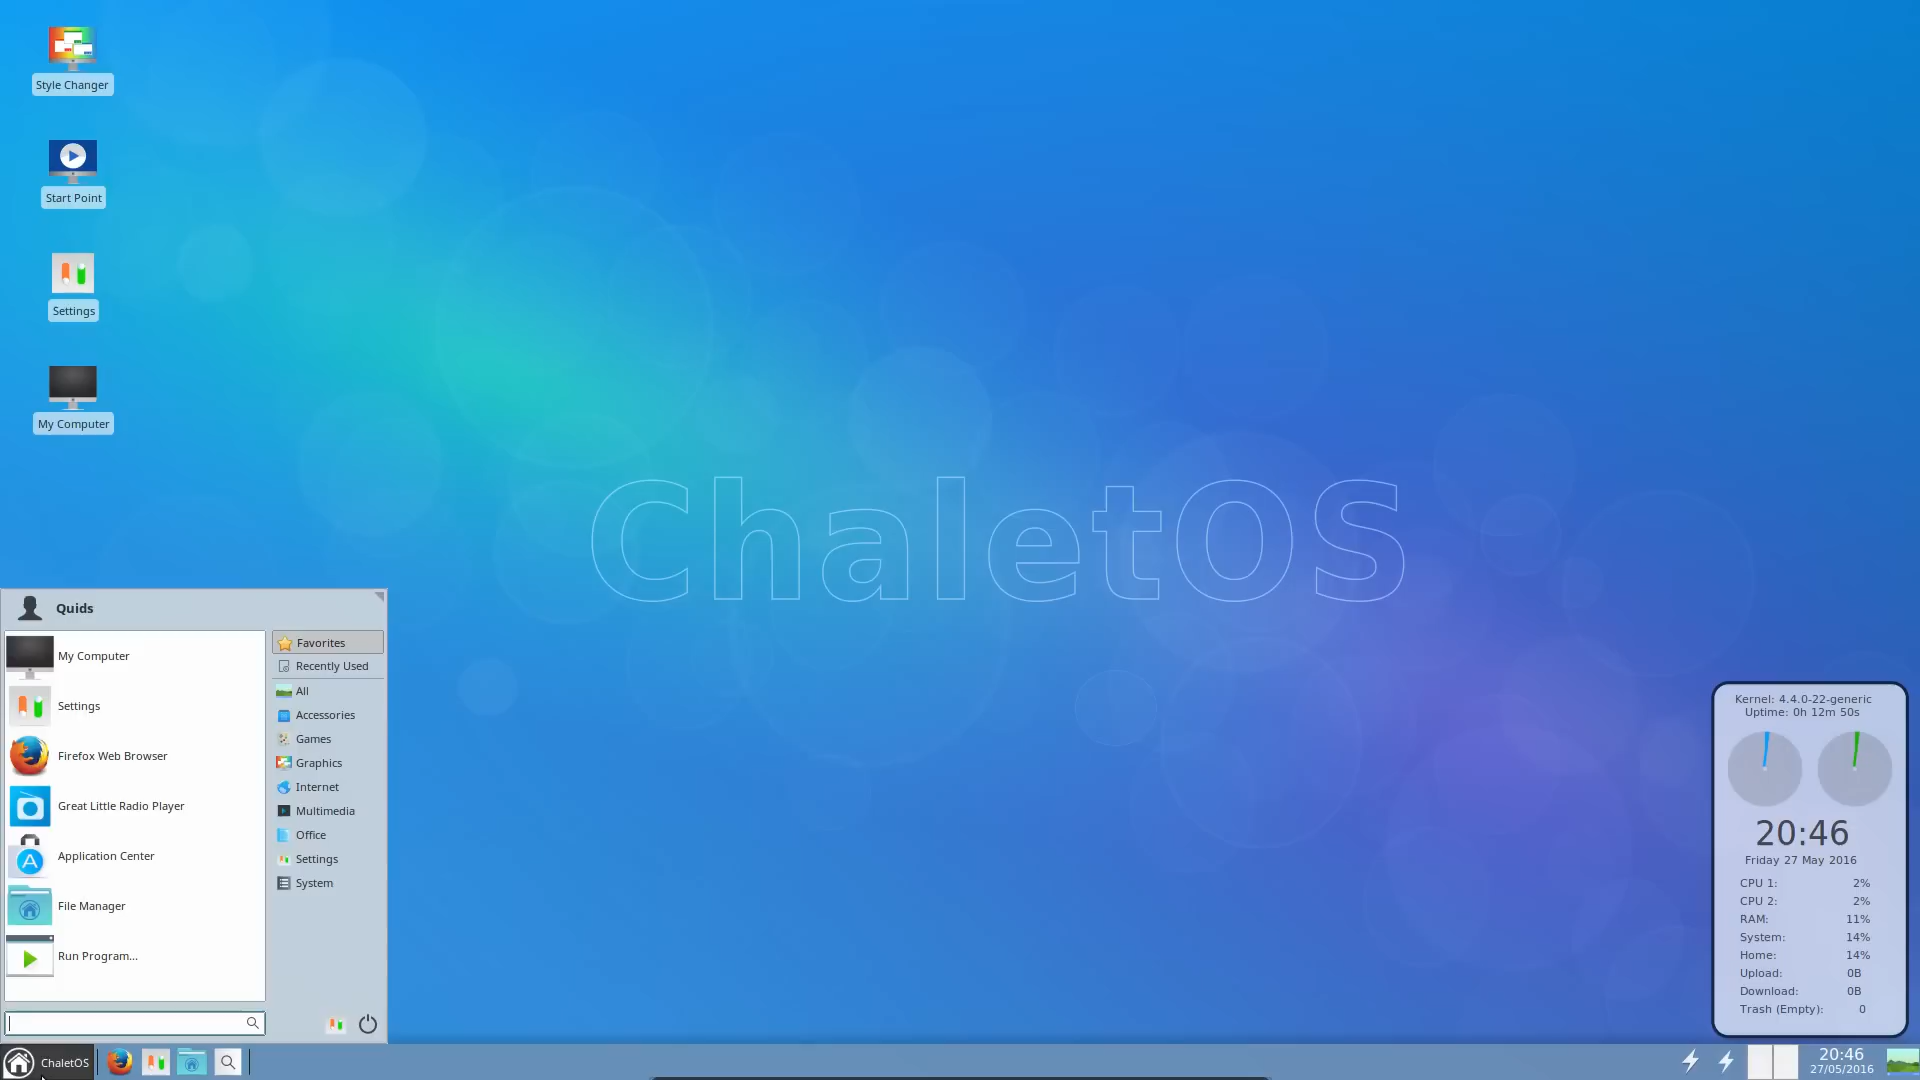 Style Changer
Start Point
Settings
My Computer
ChaletOS
Quids
My Computer
Settings
Firefox Web Browser
Great Little Radio Player
Application Center
File Manager
Run Program...
Favorites
Recently Used
All
Accessories
Games
Graphics
Internet
Multimedia
Office
Settings
System
Kernel: 4.4.0-22-generic
Uptime: 0h 12m 50s
20:46
Friday 27 May 2016
CPU 1: 2%
CPU 2: 2%
RAM: 11%
System: 14%
Home: 14%
Upload: 0B
Download: 0B
Trash (Empty): 0
ChaletOS
20:46
27/05/2016